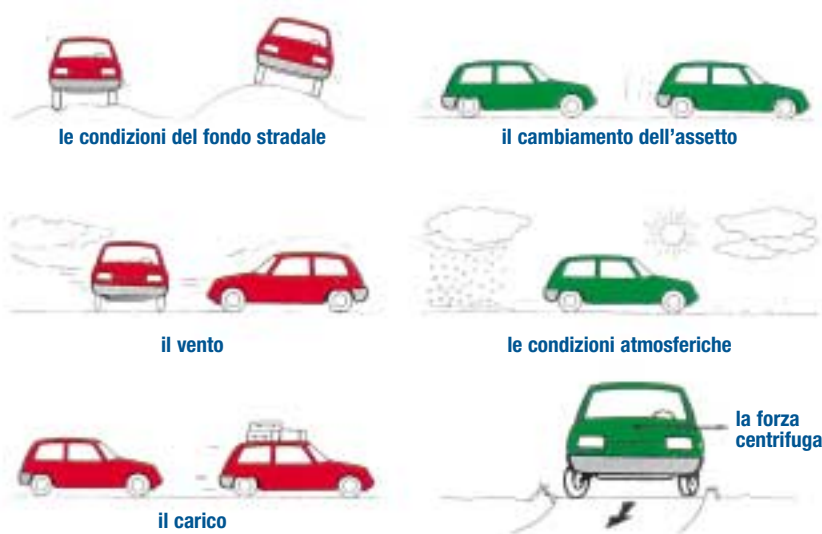 le condizioni del fondo stradale
il cambiamento dell'assetto
il vento
le condizioni atmosferiche
la forza
centrifuga
il carico